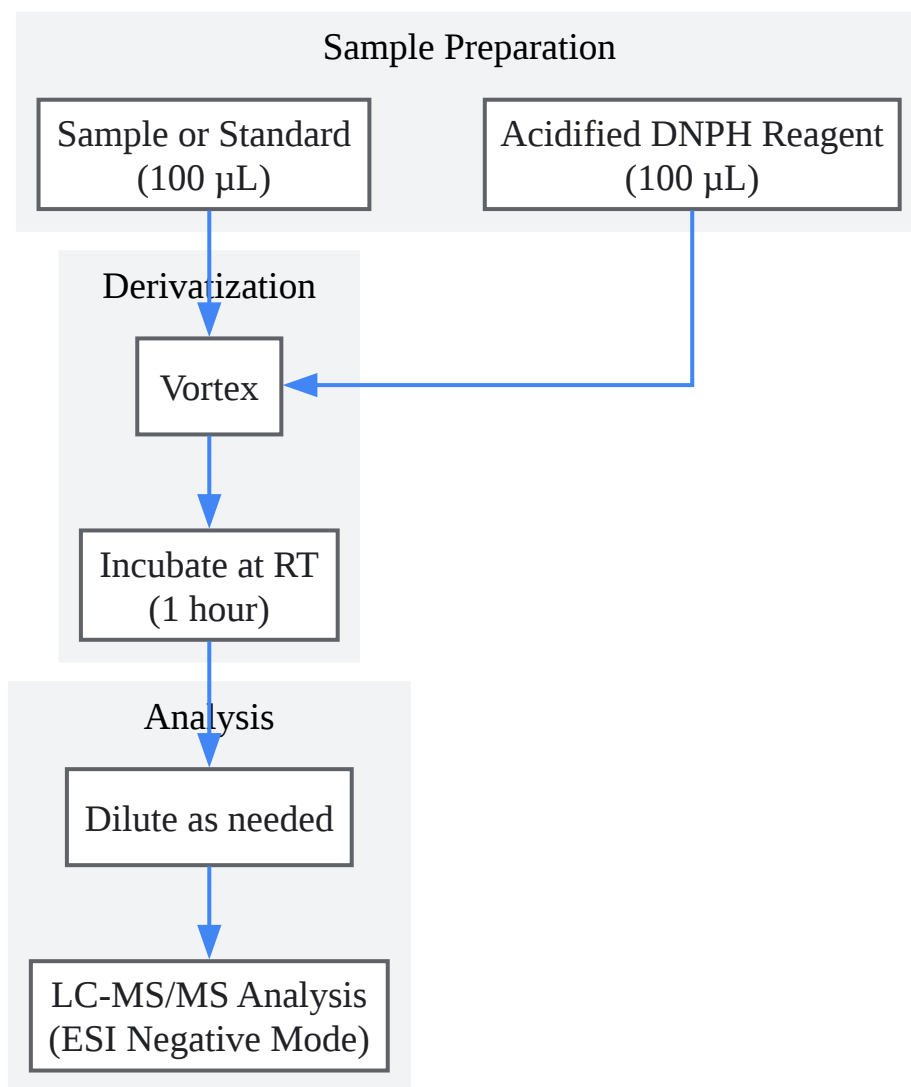 Sample Preparation
Sample or Standard
(100 µL)
Acidified DNPH Reagent
(100 µL)
Derivatization
Vortex
Incubate at RT
(1 hour)
Analysis
Dilute as needed
LC-MS/MS Analysis
(ESI Negative Mode)